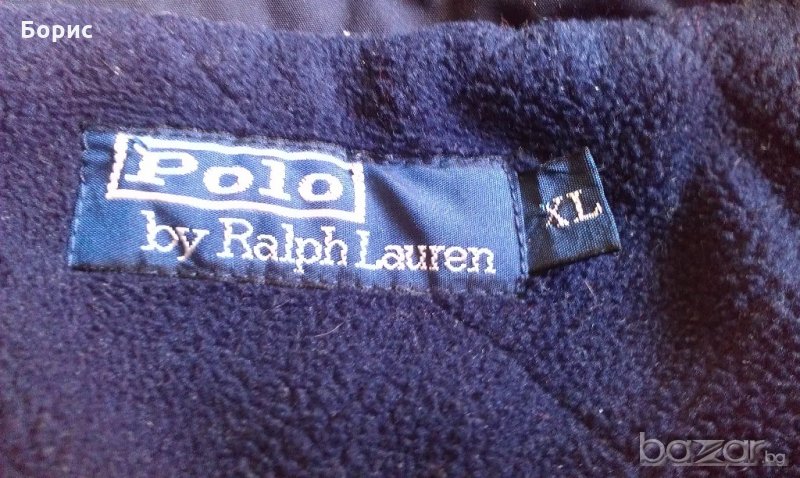 Борис
Polo
by Ralph Lauren
XL
bazar.bg